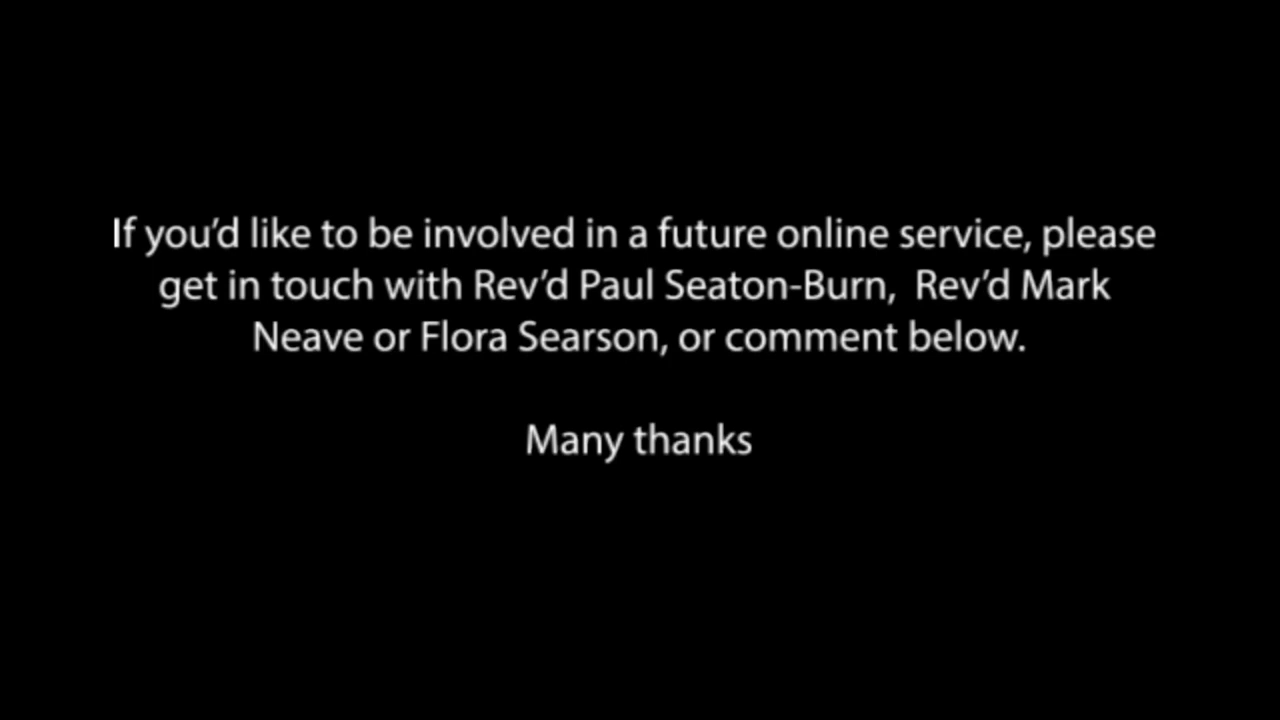 If you’d like to be involved in a future online service, please
get in touch with Rev’d Paul Seaton-Burn,  Rev’d Mark
Neave or Flora Searson, or comment below.
Many thanks